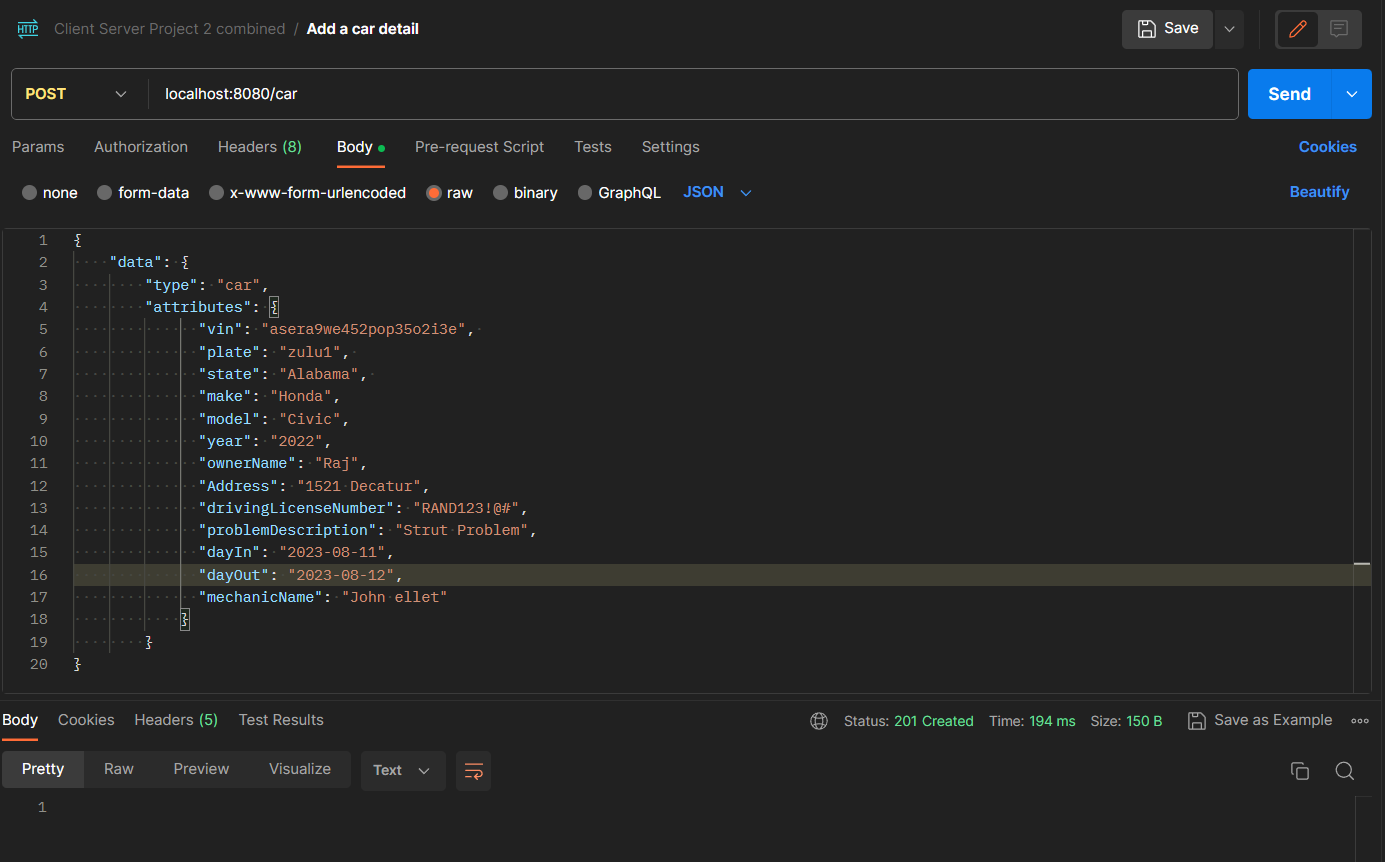 HTTP Client Server Project 2 combined / Add a car detail Save
POST localhost:8080/car Send
Params Authorization Headers (8) Body Pre-request Script Tests Settings Cookies
none form-data x-www-form-urlencoded raw binary GraphQL JSON Beautify
1 {
2 "data": {
3 "type": "car",
4 "attributes": {
5 "vin": "asera9we452pop35o2i3e",
6 "plate": "zulu1",
7 "state": "Alabama",
8 "make": "Honda",
9 "model": "Civic",
10 "year": "2022",
11 "ownerName": "Raj",
12 "Address": "1521 Decatur",
13 "drivingLicenseNumber": "RAND123!@#",
14 "problemDescription": "Strut Problem",
15 "dayIn": "2023-08-11",
16 "dayOut": "2023-08-12",
17 "mechanicName": "John ellet"
18 }
19 }
20 }
Body Cookies Headers (5) Test Results Status: 201 Created Time: 194 ms Size: 150 B Save as Example
Pretty Raw Preview Visualize Text
1